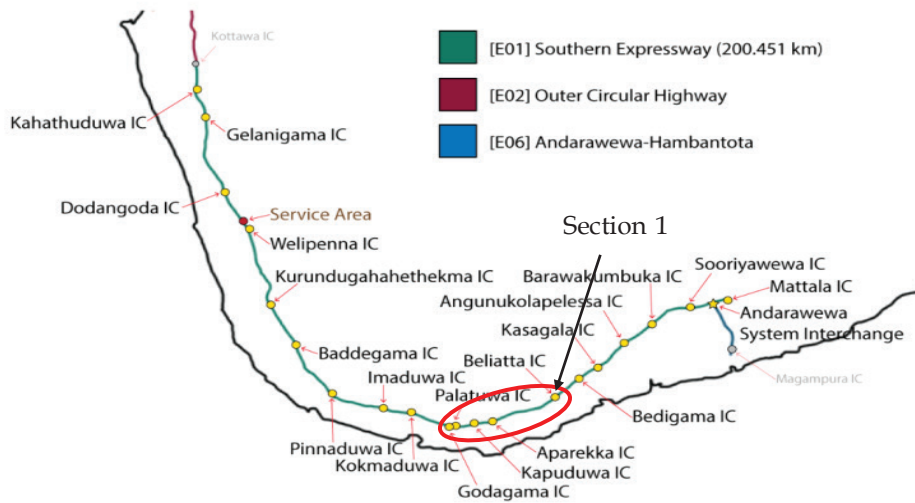 Kottawa IC
[E01] Southern Expressway (200.451 km)
[E02] Outer Circular Highway
[E06] Andarawewa-Hambantota
Kahathuduwa IC
Gelanigama IC
Dodangoda IC
Service Area
Welipenna IC
Section 1
Kurundugahahethekma IC
Barawakumbuka IC
Sooriyawewa IC
Mattala IC
Angunukolapelessa IC
Andarawewa
System Interchange
Kasagala IC
Baddegama IC
Beliatta IC
Magampura IC
Imaduwa IC
Palatuwa IC
Bedigama IC
Pinnaduwa IC
Kokmaduwa IC
Aparekka IC
Kapuduwa IC
Godagama IC